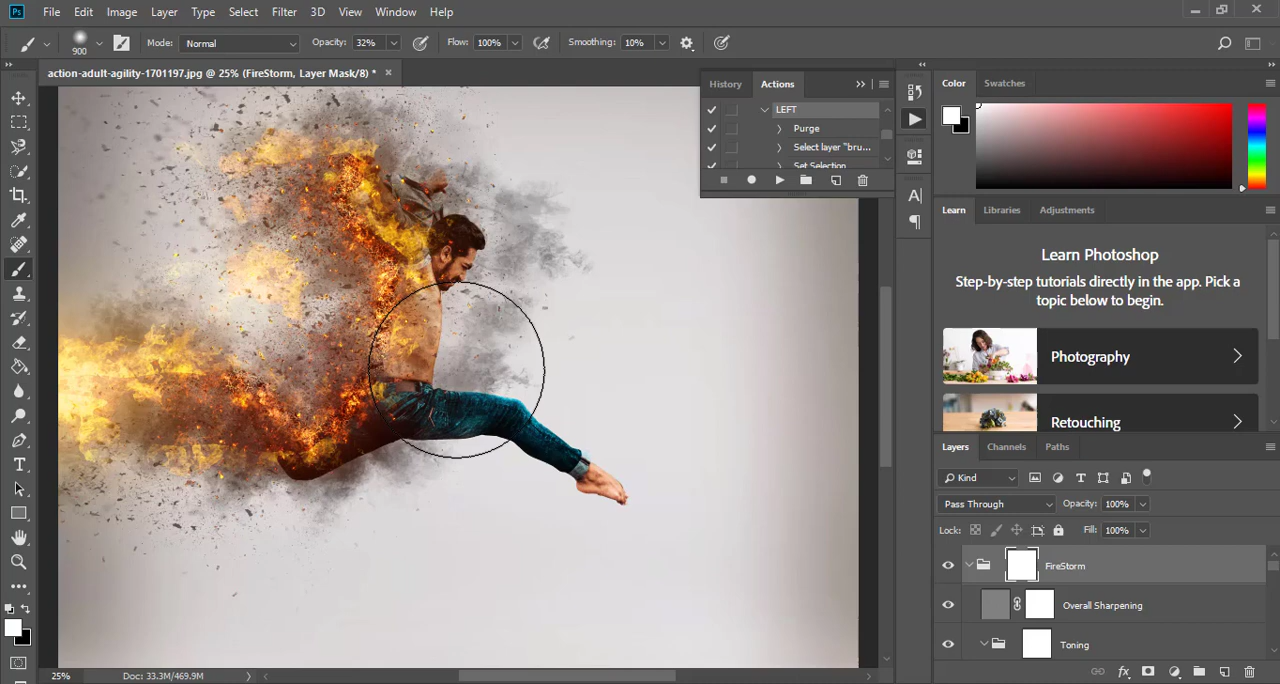 Ps File Edit Image Layer Type Select Filter 3D View Window Help
900 Mode: Normal Opacity: 32% Flow: 100% Smoothing: 10%
action-adult-agility-1701197.jpg @ 25% (FireStorm, Layer Mask/8) *
History Actions
LEFT
Purge
Select layer "bru...
Set Selection
Color Swatches
Learn Libraries Adjustments
Learn Photoshop
Step-by-step tutorials directly in the app. Pick a
topic below to begin.
Photography
Retouching
Layers Channels Paths
Kind
Pass Through Opacity: 100%
Lock: Fill: 100%
FireStorm
Overall Sharpening
Toning
25% Doc: 33.3M/469.9M